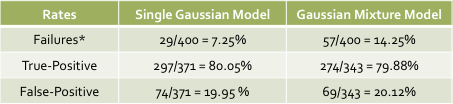 Rates Single Gaussian Model Gaussian Mixture Model
Failures* 29/400 = 7.25% 57/400 = 14.25%
True-Positive 297/371 = 80.05% 274/343 = 79.88%
False-Positive 74/371 = 19.95 % 69/343 = 20.12%